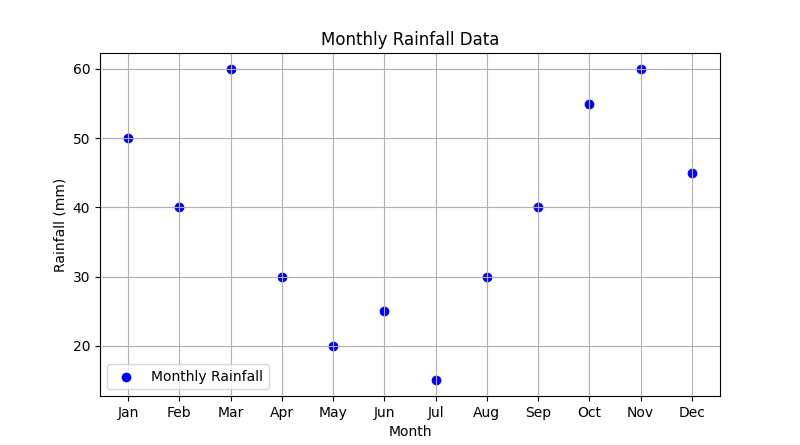 Monthly Rainfall Data
Rainfall (mm)
60
50
40
30
20
Monthly Rainfall
Jan Feb Mar Apr May Jun Jul Aug Sep Oct Nov Dec
Month